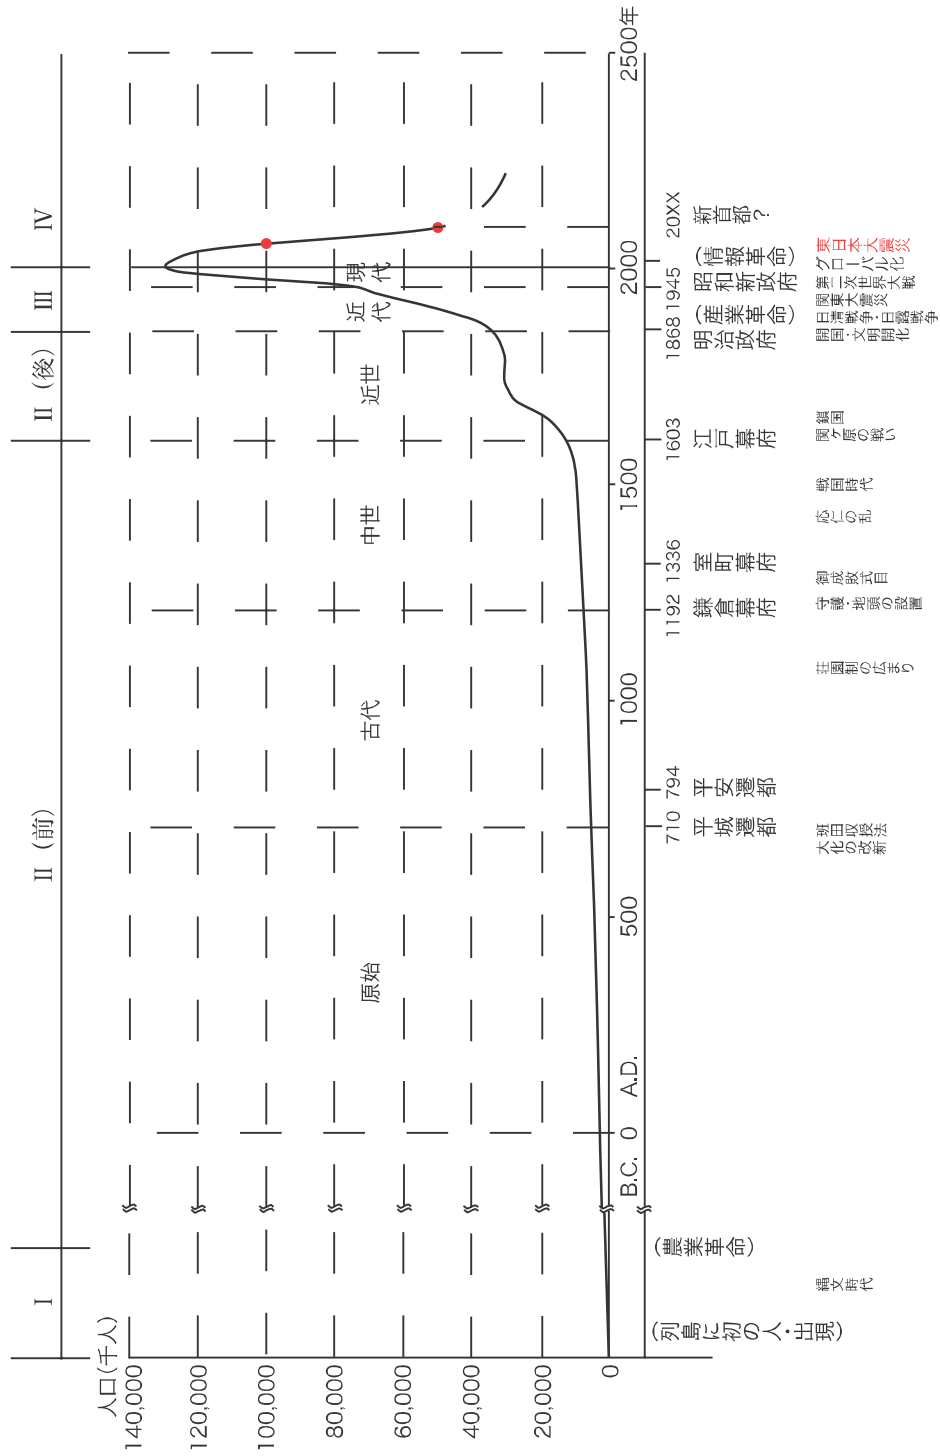 I
II（前）
II（後）
III
IV
人口(千人)
140,000
120,000
100,000
80,000
60,000
40,000
20,000
0
原始
古代
中世
近世
近代
現代
B.C.
0
A.D.
500
1000
1500
2000
2500年
(列島に初の人・出現)
(農業革命)
710
平城遷都
794
平安遷都
1192
鎌倉幕府
1336
室町幕府
1603
江戸幕府
1868
明治政府
(産業革命)
1945
昭和新政府
(情報革命)
20XX
新首都?
縄文時代
大化の改新
班田収授法
荘園制の広まり
守護・地頭の設置
御成敗式目
応仁の乱
戦国時代
関ヶ原の戦い
鎖国
開国・文明開化
日清戦争・日露戦争
関東大震災
第二次世界大戦
グローバル化
東日本大震災